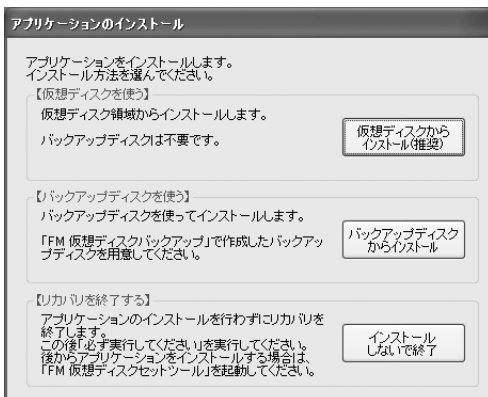 アプリケーションのインストール
アプリケーションをインストールします。
インストール方法を選んでください。
【仮想ディスクを使う】
仮想ディスク領域からインストールします。
バックアップディスクは不要です。
仮想ディスクから
インストール(推奨)
【バックアップディスクを使う】
バックアップディスクを使ってインストールします。
「FM 仮想ディスクバックアップ」で作成したバックアッ
プディスクを用意してください。
バックアップディスク
からインストール
【リカバリを終了する】
アプリケーションのインストールを行わずにリカバリを
終了します。
この後「必ず実行してください」を実行してください。
後からアプリケーションをインストールする場合は、
「FM 仮想ディスクセットツール」を起動してください。
インストール
しないで終了